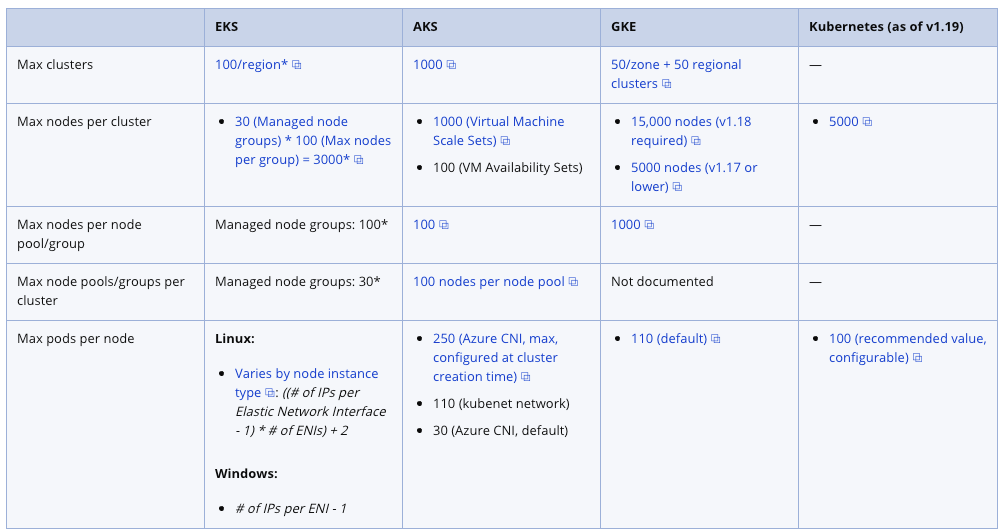 EKS
AKS
GKE
Kubernetes (as of v1.19)
Max clusters
100/region*
1000
50/zone + 50 regional
clusters
—
Max nodes per cluster
• 30 (Managed node
groups) * 100 (Max nodes
per group) = 3000*
• 1000 (Virtual Machine
Scale Sets)
• 100 (VM Availability Sets)
• 15,000 nodes (v1.18
required)
• 5000 nodes (v1.17 or
lower)
• 5000
Max nodes per node
pool/group
Managed node groups: 100*
100
1000
—
Max node pools/groups per
cluster
Managed node groups: 30*
100 nodes per node pool
Not documented
—
Max pods per node
Linux:
• Varies by node instance
type : ((# of IPs per
Elastic Network Interface
- 1) * # of ENIs) + 2
Windows:
• # of IPs per ENI - 1
• 250 (Azure CNI, max,
configured at cluster
creation time)
• 110 (kubenet network)
• 30 (Azure CNI, default)
• 110 (default)
• 100 (recommended value,
configurable)